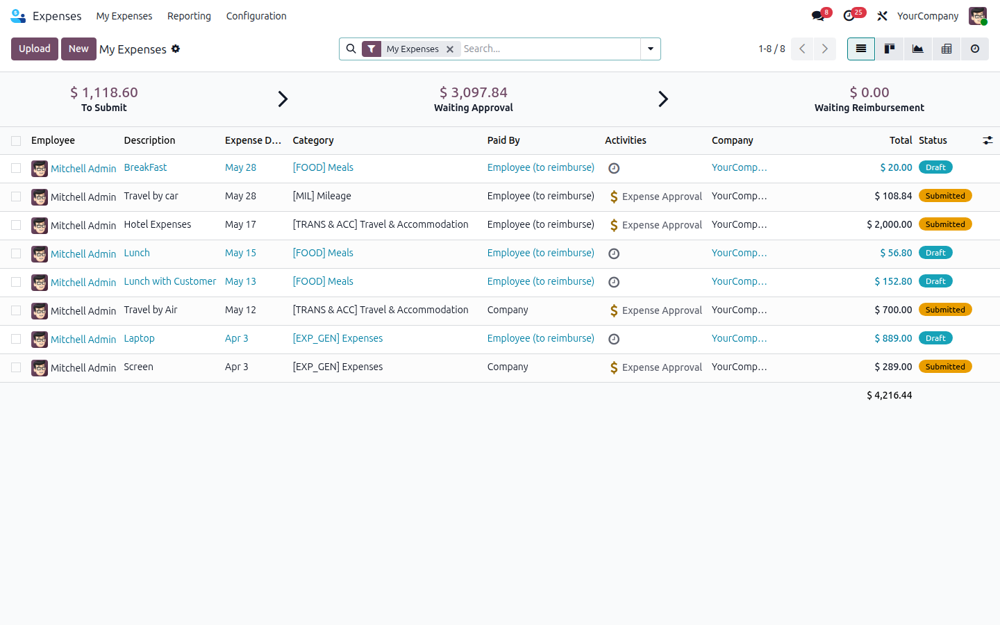 Expenses My Expenses Reporting Configuration 8 25 YourCompany
Upload New My Expenses My Expenses Search... 1-8 / 8
$ 1,118.60 $ 3,097.84 $ 0.00
To Submit Waiting Approval Waiting Reimbursement
Employee Description Expense D... Category Paid By Activities Company Total Status
Mitchell Admin BreakFast May 28 [FOOD] Meals Employee (to reimburse) YourComp... $ 20.00 Draft
Mitchell Admin Travel by car May 28 [MIL] Mileage Employee (to reimburse) Expense Approval YourComp... $ 108.84 Submitted
Mitchell Admin Hotel Expenses May 17 [TRANS & ACC] Travel & Accommodation Employee (to reimburse) Expense Approval YourComp... $ 2,000.00 Submitted
Mitchell Admin Lunch May 15 [FOOD] Meals Employee (to reimburse) YourComp... $ 56.80 Draft
Mitchell Admin Lunch with Customer May 13 [FOOD] Meals Employee (to reimburse) YourComp... $ 152.80 Draft
Mitchell Admin Travel by Air May 12 [TRANS & ACC] Travel & Accommodation Company Expense Approval YourComp... $ 700.00 Submitted
Mitchell Admin Laptop Apr 3 [EXP_GEN] Expenses Employee (to reimburse) YourComp... $ 889.00 Draft
Mitchell Admin Screen Apr 3 [EXP_GEN] Expenses Company Expense Approval YourComp... $ 289.00 Submitted
$ 4,216.44